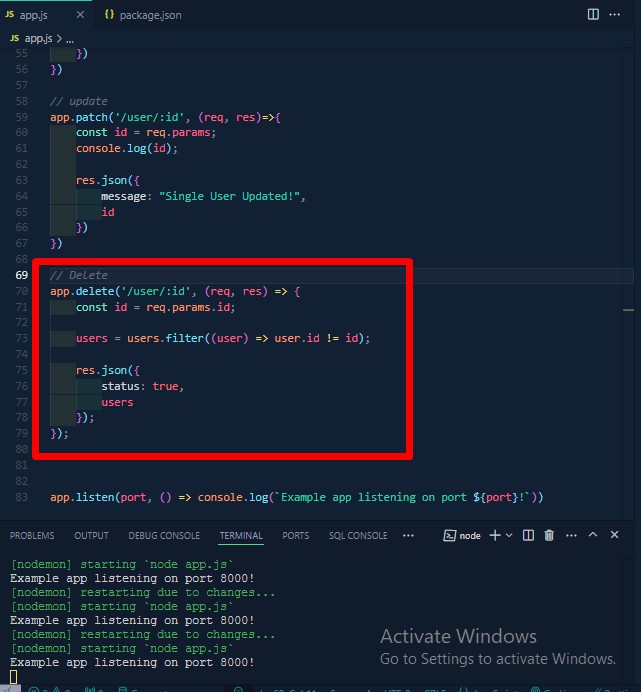 JS app.js × {} package.json ···
JS app.js > ...
55 })
56 })
57
58 // update
59 app.patch('/user/:id', (req, res)=>{
60 const id = req.params;
61 console.log(id);
62
63 res.json({
64 message: "Single User Updated!",
65 id
66 })
67 })
68
69 // Delete
70 app.delete('/user/:id', (req, res) => {
71 const id = req.params.id;
72
73 users = users.filter((user) => user.id != id);
74
75 res.json({
76 status: true,
77 users
78 });
79 });
80
81
82
83 app.listen(port, () => console.log(`Example app listening on port ${port}!`))
PROBLEMS OUTPUT DEBUG CONSOLE TERMINAL PORTS SQL CONSOLE ··· node
[nodemon] starting `node app.js`
Example app listening on port 8000!
[nodemon] restarting due to changes...
[nodemon] starting `node app.js`
Example app listening on port 8000!
[nodemon] restarting due to changes...
[nodemon] starting `node app.js`
Example app listening on port 8000!
Activate Windows
Go to Settings to activate Windows.